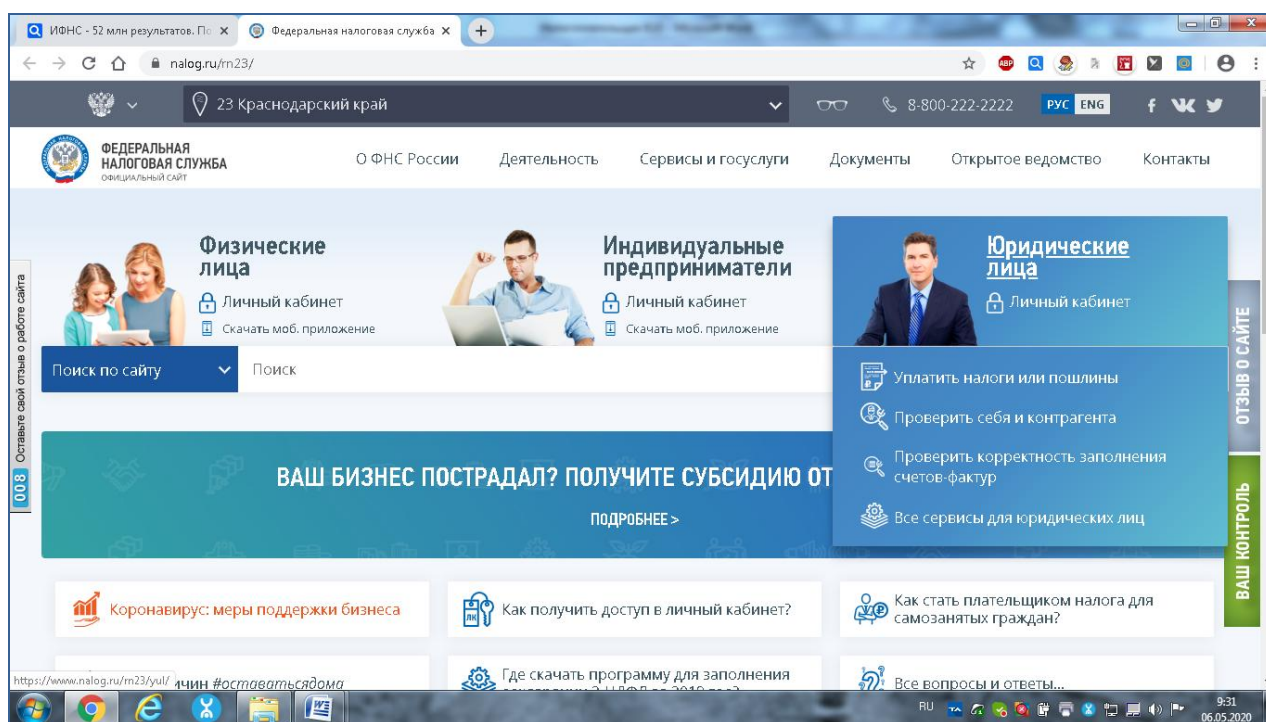 ИФНС - 52 млн результатов. По
Федеральная налоговая служба
nalog.ru/rn23/
ABP
23 Краснодарский край
8-800-222-2222
РУС ENG
ФЕДЕРАЛЬНАЯ
НАЛОГОВАЯ СЛУЖБА
ОФИЦИАЛЬНЫЙ САЙТ
О ФНС России
Деятельность
Сервисы и госуслуги
Документы
Открытое ведомство
Контакты
Физические
лица
Личный кабинет
Скачать моб. приложение
Индивидуальные
предприниматели
Личный кабинет
Скачать моб. приложение
Юридические
лица
Личный кабинет
Поиск по сайту
Поиск
Уплатить налоги или пошлины
Проверить себя и контрагента
Проверить корректность заполнения
счетов-фактур
Все сервисы для юридических лиц
ВАШ БИЗНЕС ПОСТРАДАЛ? ПОЛУЧИТЕ СУБСИДИЮ ОТ
ПОДРОБНЕЕ >
Оставьте свой отзыв о работе сайта
008
ОТЗЫВ О САЙТЕ
ВАШ КОНТРОЛЬ
Коронавирус: меры поддержки бизнеса
Как получить доступ в личный кабинет?
Как стать плательщиком налога для
самозанятых граждан?
https://www.nalog.ru/rn23/yul/
ичин #оставатьсядома
Где скачать программу для заполнения
Все вопросы и ответы...
RU
9:31
06.05.2020